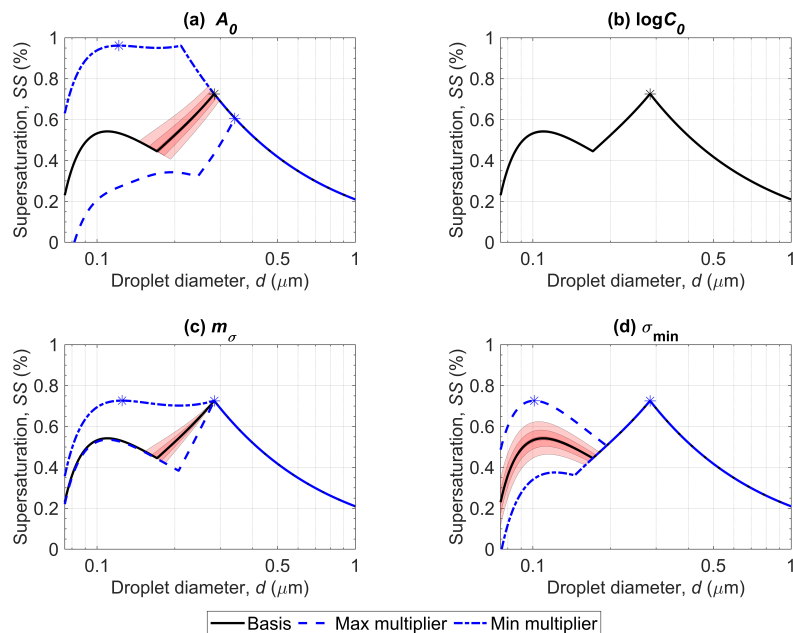 (a) A₀
Supersaturation, SS (%)
1
0.8
0.6
0.4
0.2
0
0.1
0.5
1
Droplet diameter, d (μm)
(b) logC₀
Supersaturation, SS (%)
1
0.8
0.6
0.4
0.2
0
0.1
0.5
1
Droplet diameter, d (μm)
(c) m_σ
Supersaturation, SS (%)
1
0.8
0.6
0.4
0.2
0
0.1
0.5
1
Droplet diameter, d (μm)
(d) σ_min
Supersaturation, SS (%)
1
0.8
0.6
0.4
0.2
0
0.1
0.5
1
Droplet diameter, d (μm)
Basis Max multiplier Min multiplier